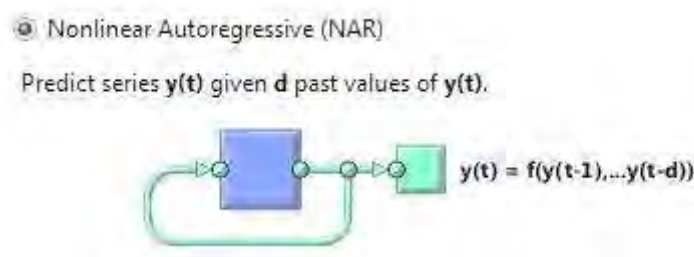 Nonlinear Autoregressive (NAR)
Predict series y(t) given d past values of y(t).
y(t) = f(y(t-1),...y(t-d))